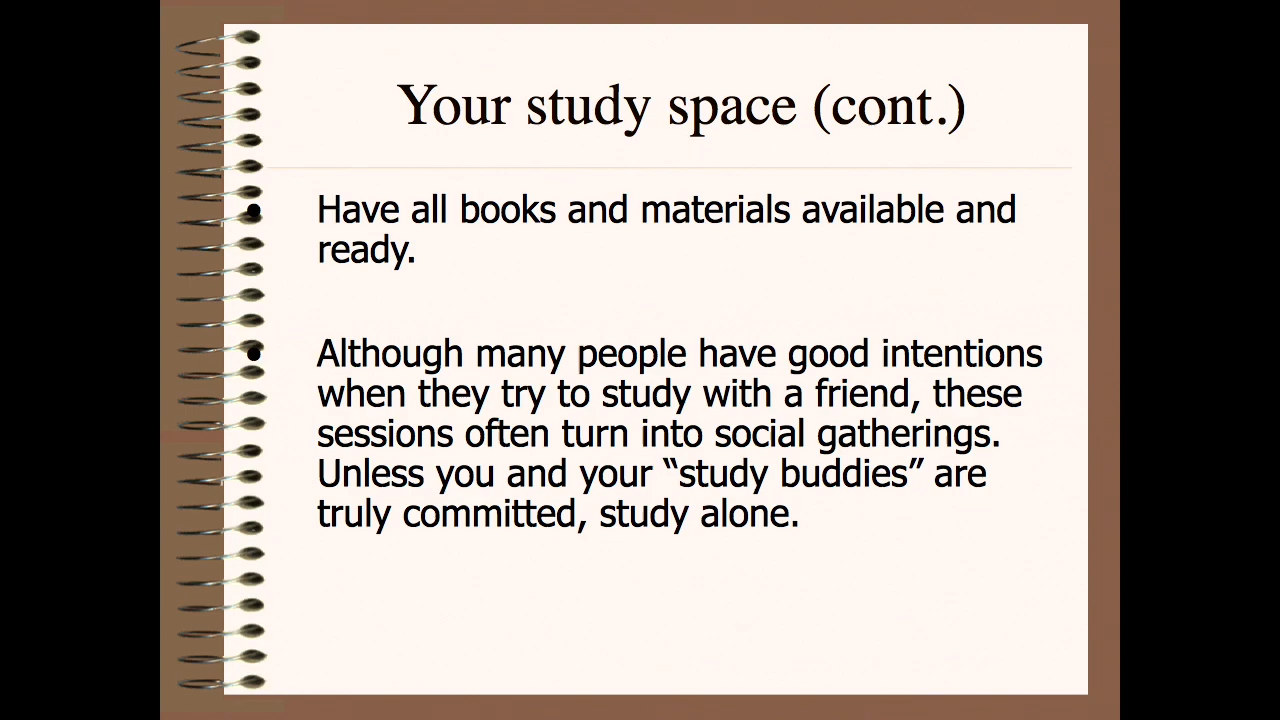 Your study space (cont.)
• Have all books and materials available and
ready.
• Although many people have good intentions
when they try to study with a friend, these
sessions often turn into social gatherings.
Unless you and your “study buddies” are
truly committed, study alone.